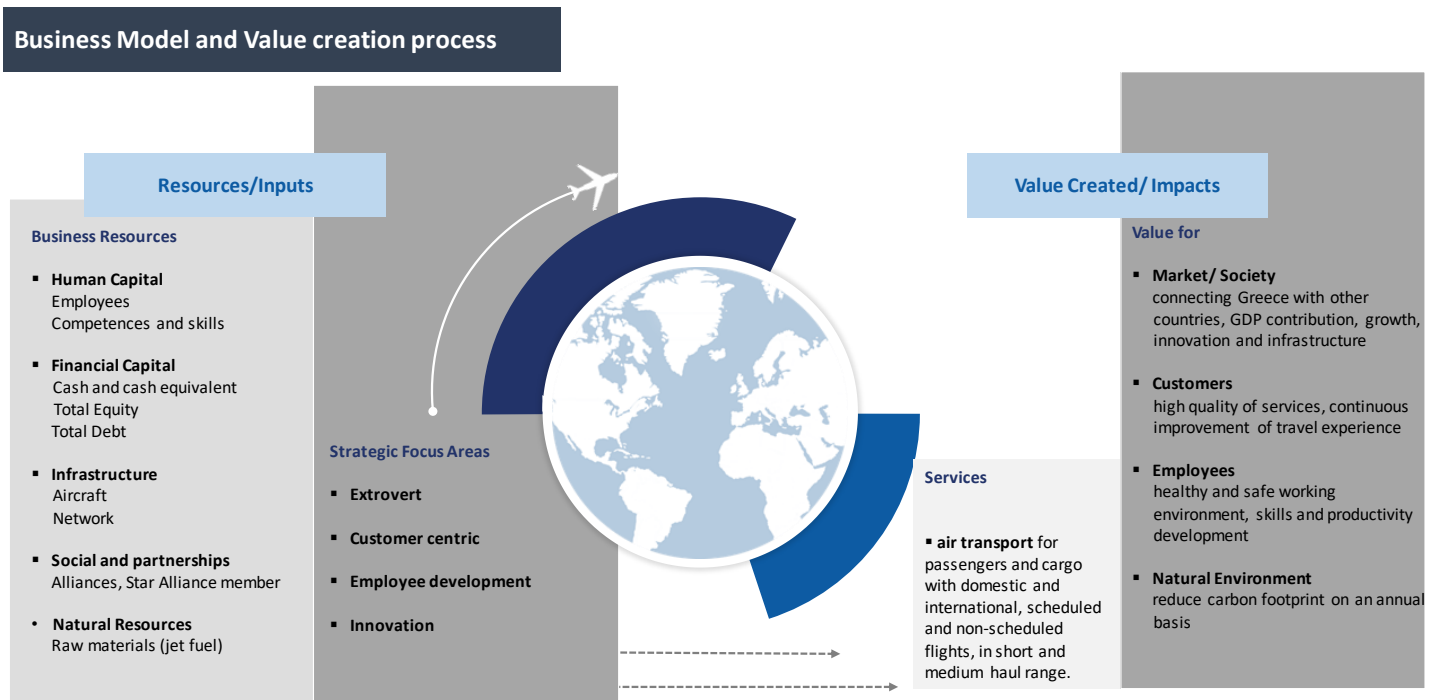 Business Model and Value creation process
Resources/Inputs
Business Resources
▪ Human Capital
Employees
Competences and skills
▪ Financial Capital
Cash and cash equivalent
Total Equity
Total Debt
▪ Infrastructure
Aircraft
Network
▪ Social and partnerships
Alliances, Star Alliance member
• Natural Resources
Raw materials (jet fuel)
Strategic Focus Areas
▪ Extrovert
▪ Customer centric
▪ Employee development
▪ Innovation
Services
▪ air transport for
passengers and cargo
with domestic and
international, scheduled
and non-scheduled
flights, in short and
medium haul range.
Value Created/ Impacts
Value for
▪ Market/ Society
connecting Greece with other
countries, GDP contribution, growth,
innovation and infrastructure
▪ Customers
high quality of services, continuous
improvement of travel experience
▪ Employees
healthy and safe working
environment, skills and productivity
development
▪ Natural Environment
reduce carbon footprint on an annual
basis